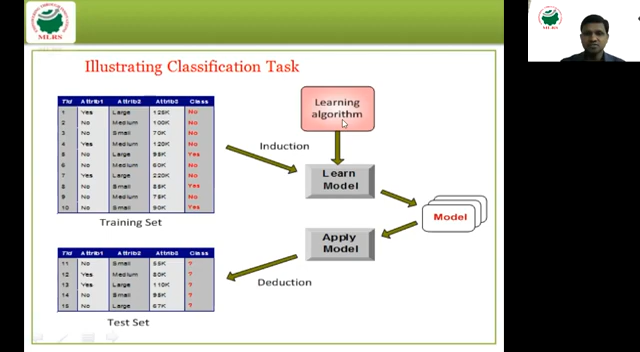 MLRS
MLRS
Illustrating Classification Task
Tid Attrib1 Attrib2 Attrib3 Class
1 Yes Large 125K No
2 No Medium 100K No
3 No Small 70K No
4 Yes Medium 120K No
5 No Large 95K Yes
6 No Medium 60K No
7 Yes Large 220K No
8 No Small 85K Yes
9 No Medium 75K No
10 No Small 90K Yes
Training Set
Learning
algorithm
Induction
Learn
Model
Model
Apply
Model
Deduction
Tid Attrib1 Attrib2 Attrib3 Class
11 No Small 55K ?
12 Yes Medium 80K ?
13 Yes Large 110K ?
14 No Small 95K ?
15 No Large 67K ?
Test Set